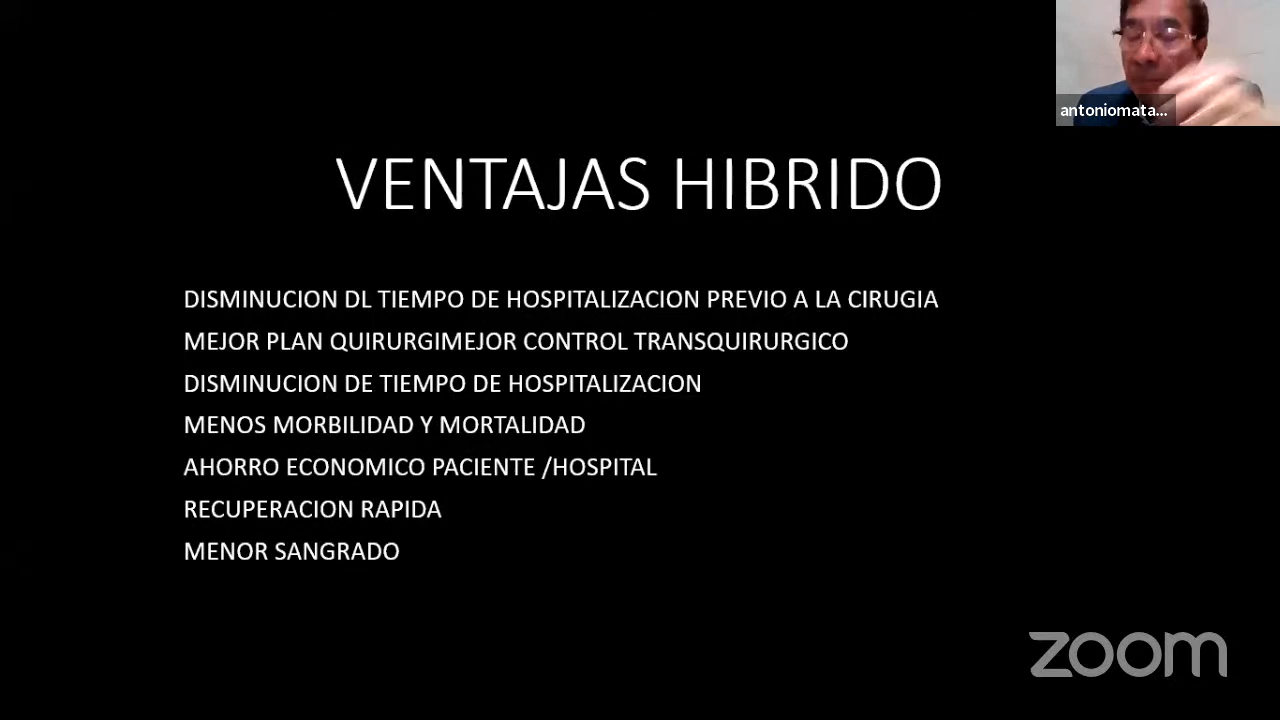 antoniomata...
VENTAJAS HIBRIDO
DISMINUCION DL TIEMPO DE HOSPITALIZACION PREVIO A LA CIRUGIA
MEJOR PLAN QUIRURGIMEJOR CONTROL TRANSQUIRURGICO
DISMINUCION DE TIEMPO DE HOSPITALIZACION
MENOS MORBILIDAD Y MORTALIDAD
AHORRO ECONOMICO PACIENTE /HOSPITAL
RECUPERACION RAPIDA
MENOR SANGRADO
zoom